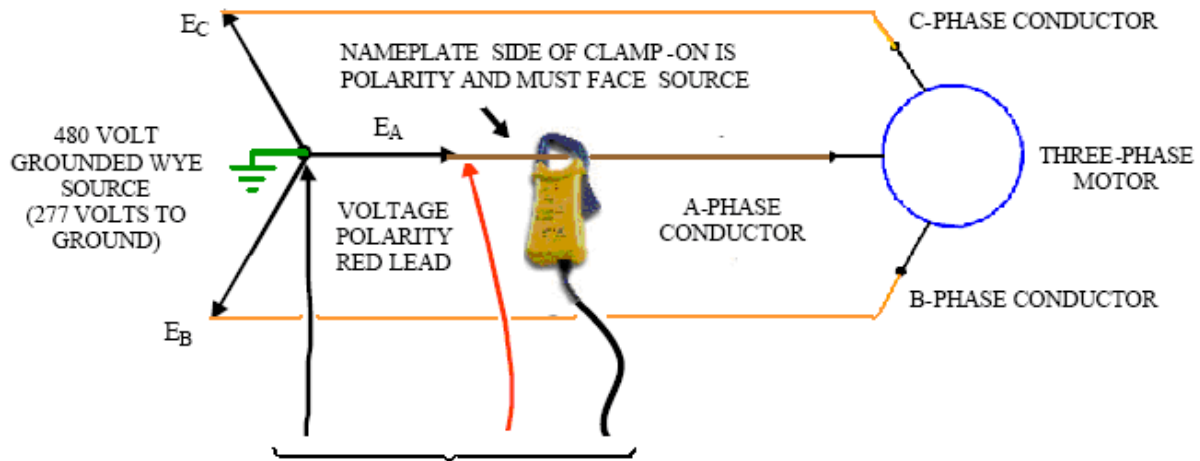 E_C
C-PHASE CONDUCTOR
NAMEPLATE SIDE OF CLAMP-ON IS
POLARITY AND MUST FACE SOURCE
480 VOLT
GROUNDED WYE
SOURCE
(277 VOLTS TO
GROUND)
E_A
THREE-PHASE
MOTOR
VOLTAGE
POLARITY
RED LEAD
A-PHASE
CONDUCTOR
B-PHASE CONDUCTOR
E_B